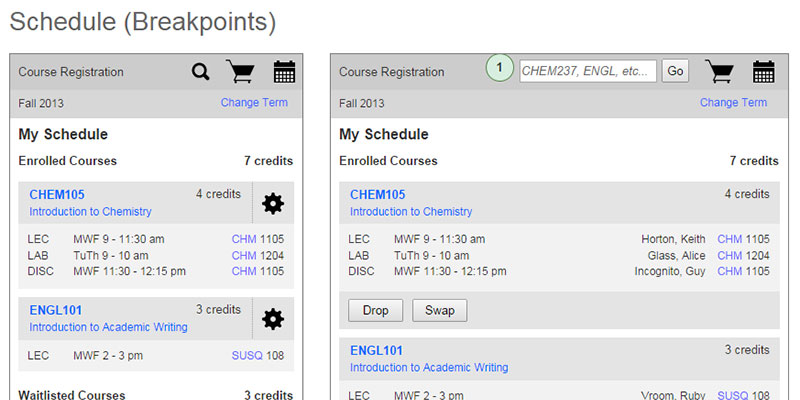 Schedule (Breakpoints)
Course Registration
Fall 2013 Change Term
My Schedule
Enrolled Courses 7 credits
CHEM105 4 credits
Introduction to Chemistry
LEC MWF 9 - 11:30 am CHM 1105
LAB TuTh 9 - 10 am CHM 1204
DISC MWF 11:30 - 12:15 pm CHM 1105
ENGL101 3 credits
Introduction to Academic Writing
LEC MWF 2 - 3 pm SUSQ 108
Waitlisted Courses 3 credits
Course Registration 1 CHEM237, ENGL, etc... Go
Fall 2013 Change Term
My Schedule
Enrolled Courses 7 credits
CHEM105 4 credits
Introduction to Chemistry
LEC MWF 9 - 11:30 am Horton, Keith CHM 1105
LAB TuTh 9 - 10 am Glass, Alice CHM 1204
DISC MWF 11:30 - 12:15 pm Incognito, Guy CHM 1105
Drop Swap
ENGL101 3 credits
Introduction to Academic Writing
LEC MWF 2 - 3 pm Vroom, Ruby SUSQ 108